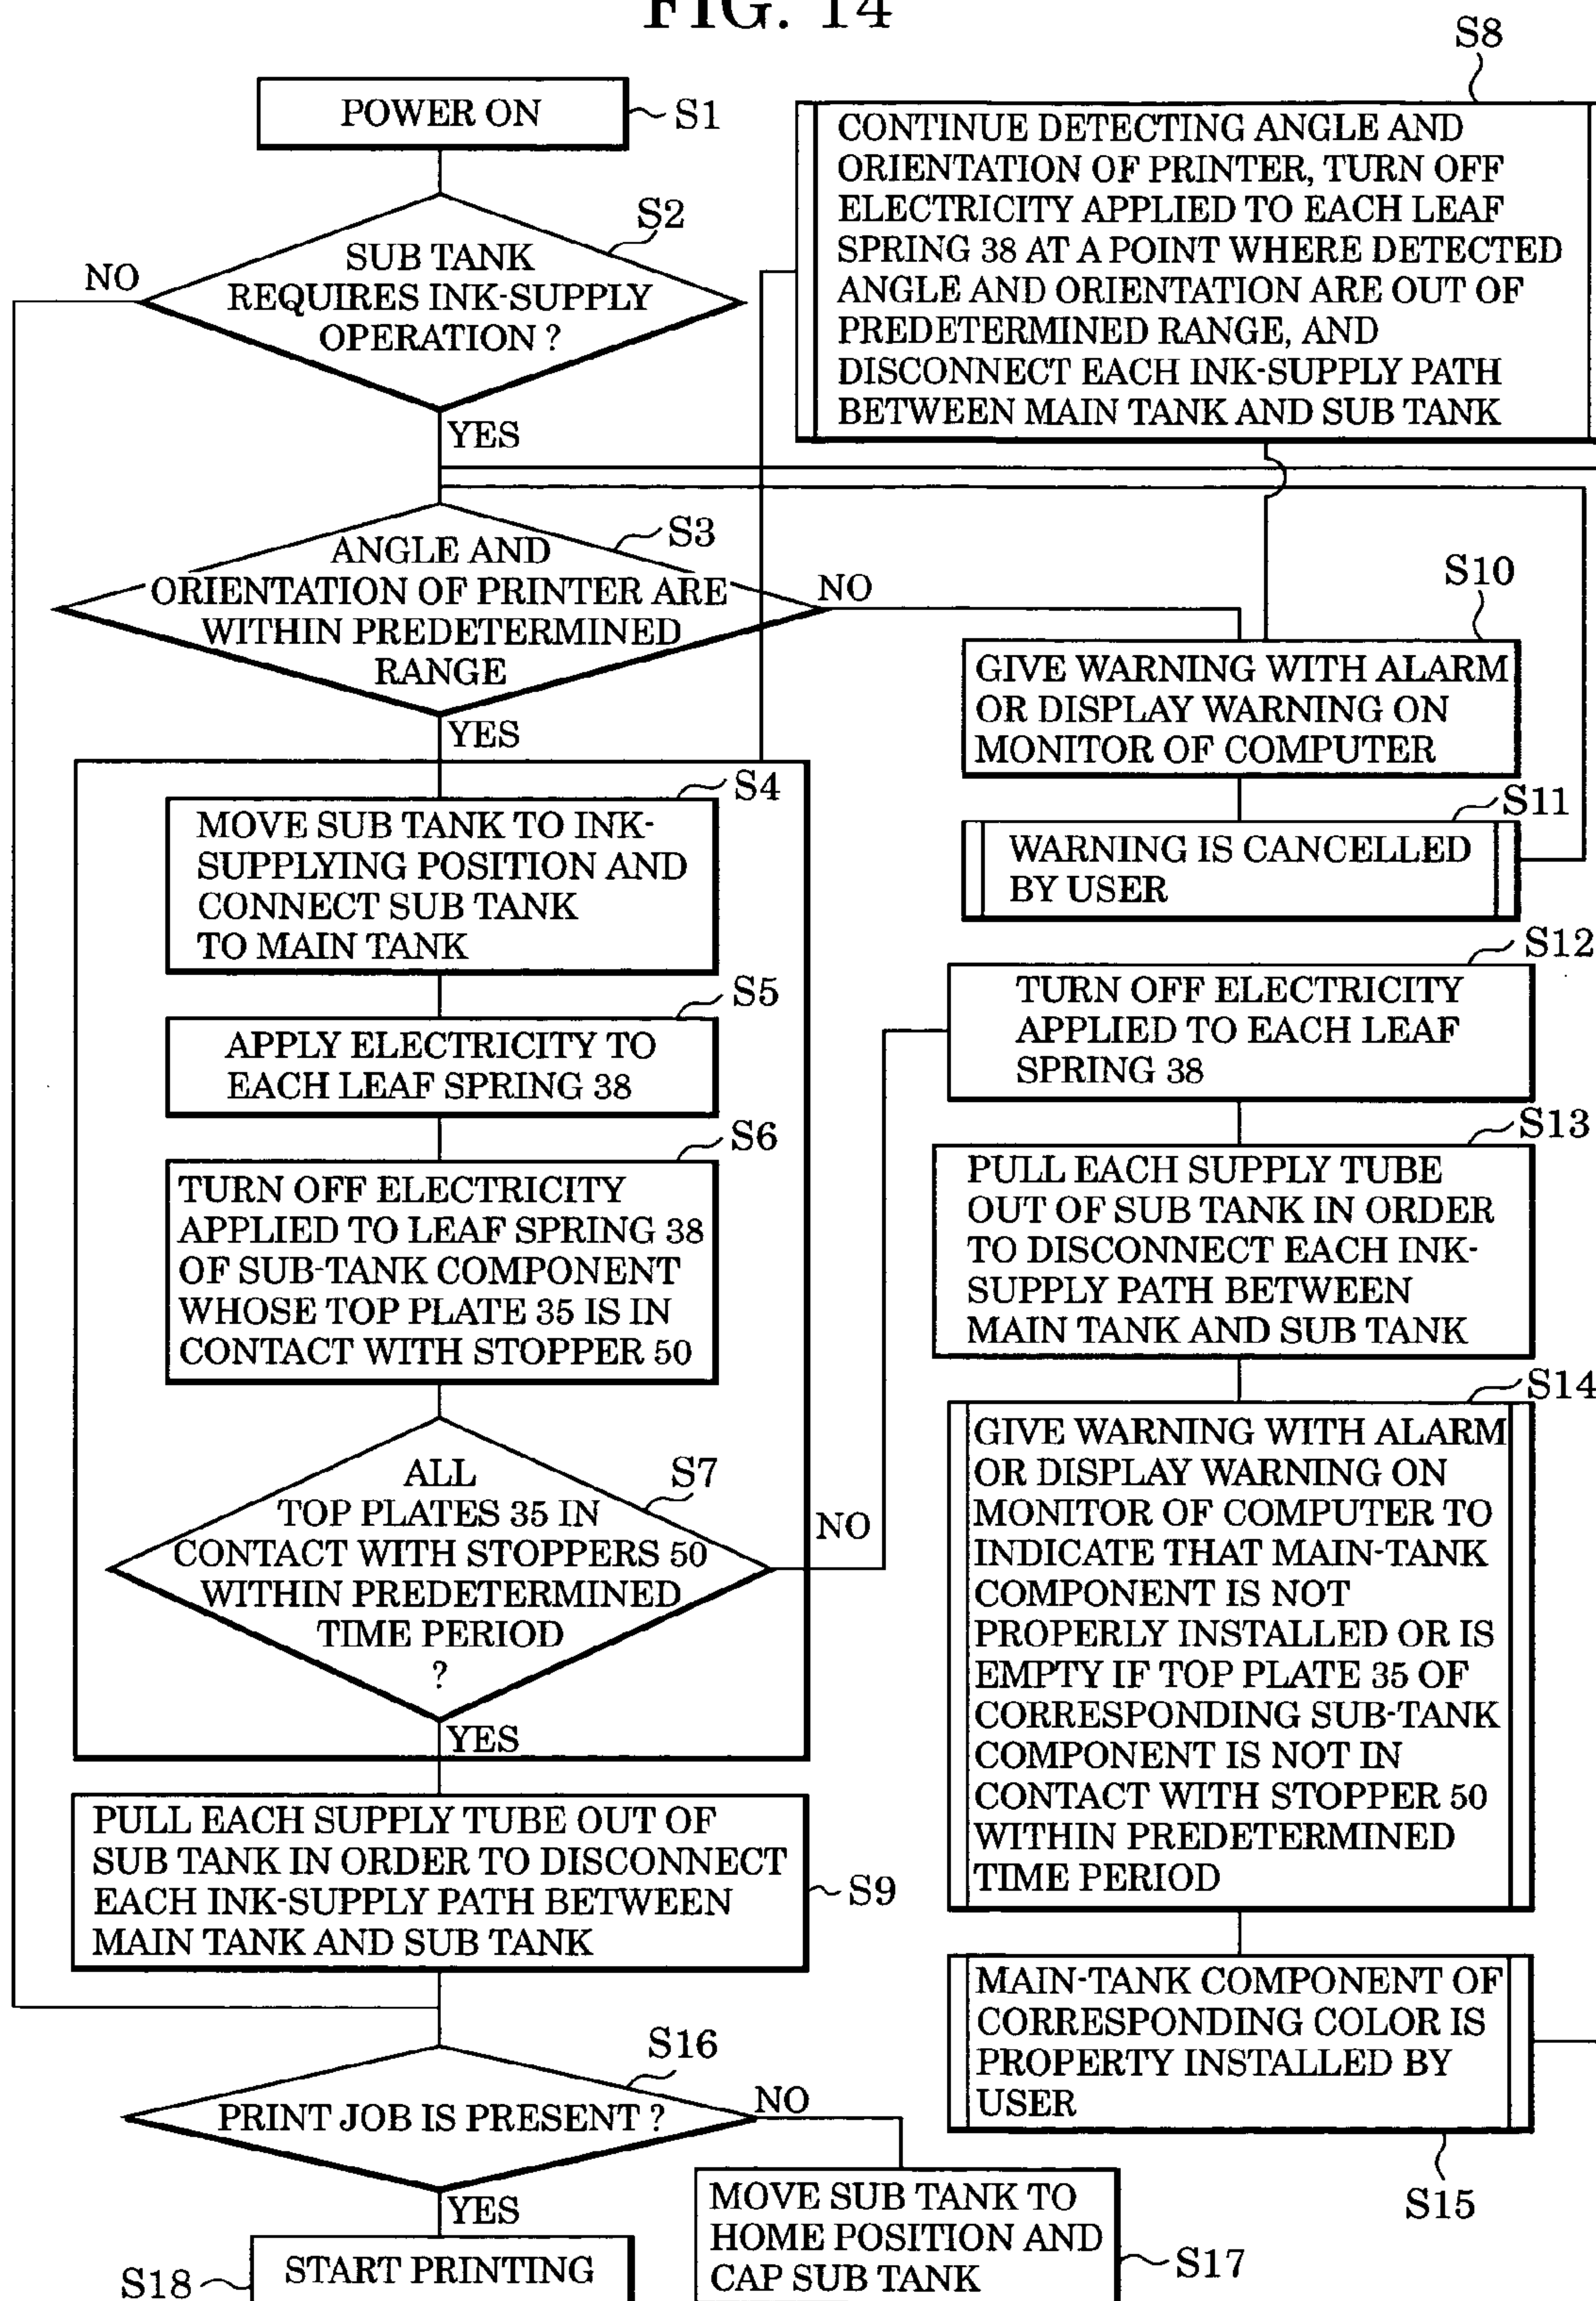 FIG. 14
POWER ON
S1
S2
SUB TANK
REQUIRES INK-SUPPLY
OPERATION ?
NO
YES
S8
CONTINUE DETECTING ANGLE AND
ORIENTATION OF PRINTER, TURN OFF
ELECTRICITY APPLIED TO EACH LEAF
SPRING 38 AT A POINT WHERE DETECTED
ANGLE AND ORIENTATION ARE OUT OF
PREDETERMINED RANGE, AND
DISCONNECT EACH INK-SUPPLY PATH
BETWEEN MAIN TANK AND SUB TANK
S3
ANGLE AND
ORIENTATION OF PRINTER ARE
WITHIN PREDETERMINED
RANGE
NO
YES
S10
GIVE WARNING WITH ALARM
OR DISPLAY WARNING ON
MONITOR OF COMPUTER
S11
WARNING IS CANCELLED
BY USER
S4
MOVE SUB TANK TO INK-
SUPPLYING POSITION AND
CONNECT SUB TANK
TO MAIN TANK
S5
APPLY ELECTRICITY TO
EACH LEAF SPRING 38
S6
TURN OFF ELECTRICITY
APPLIED TO LEAF SPRING 38
OF SUB-TANK COMPONENT
WHOSE TOP PLATE 35 IS IN
CONTACT WITH STOPPER 50
S7
ALL
TOP PLATES 35 IN
CONTACT WITH STOPPERS 50
WITHIN PREDETERMINED
TIME PERIOD
?
NO
YES
S12
TURN OFF ELECTRICITY
APPLIED TO EACH LEAF
SPRING 38
S13
PULL EACH SUPPLY TUBE
OUT OF SUB TANK IN ORDER
TO DISCONNECT EACH INK-
SUPPLY PATH BETWEEN
MAIN TANK AND SUB TANK
S14
GIVE WARNING WITH ALARM
OR DISPLAY WARNING ON
MONITOR OF COMPUTER TO
INDICATE THAT MAIN-TANK
COMPONENT IS NOT
PROPERLY INSTALLED OR IS
EMPTY IF TOP PLATE 35 OF
CORRESPONDING SUB-TANK
COMPONENT IS NOT IN
CONTACT WITH STOPPER 50
WITHIN PREDETERMINED
TIME PERIOD
PULL EACH SUPPLY TUBE OUT OF
SUB TANK IN ORDER TO DISCONNECT
EACH INK-SUPPLY PATH BETWEEN
MAIN TANK AND SUB TANK
S9
MAIN-TANK COMPONENT OF
CORRESPONDING COLOR IS
PROPERTY INSTALLED BY
USER
S15
S16
PRINT JOB IS PRESENT ?
NO
YES
MOVE SUB TANK TO
HOME POSITION AND
CAP SUB TANK
S17
S18
START PRINTING